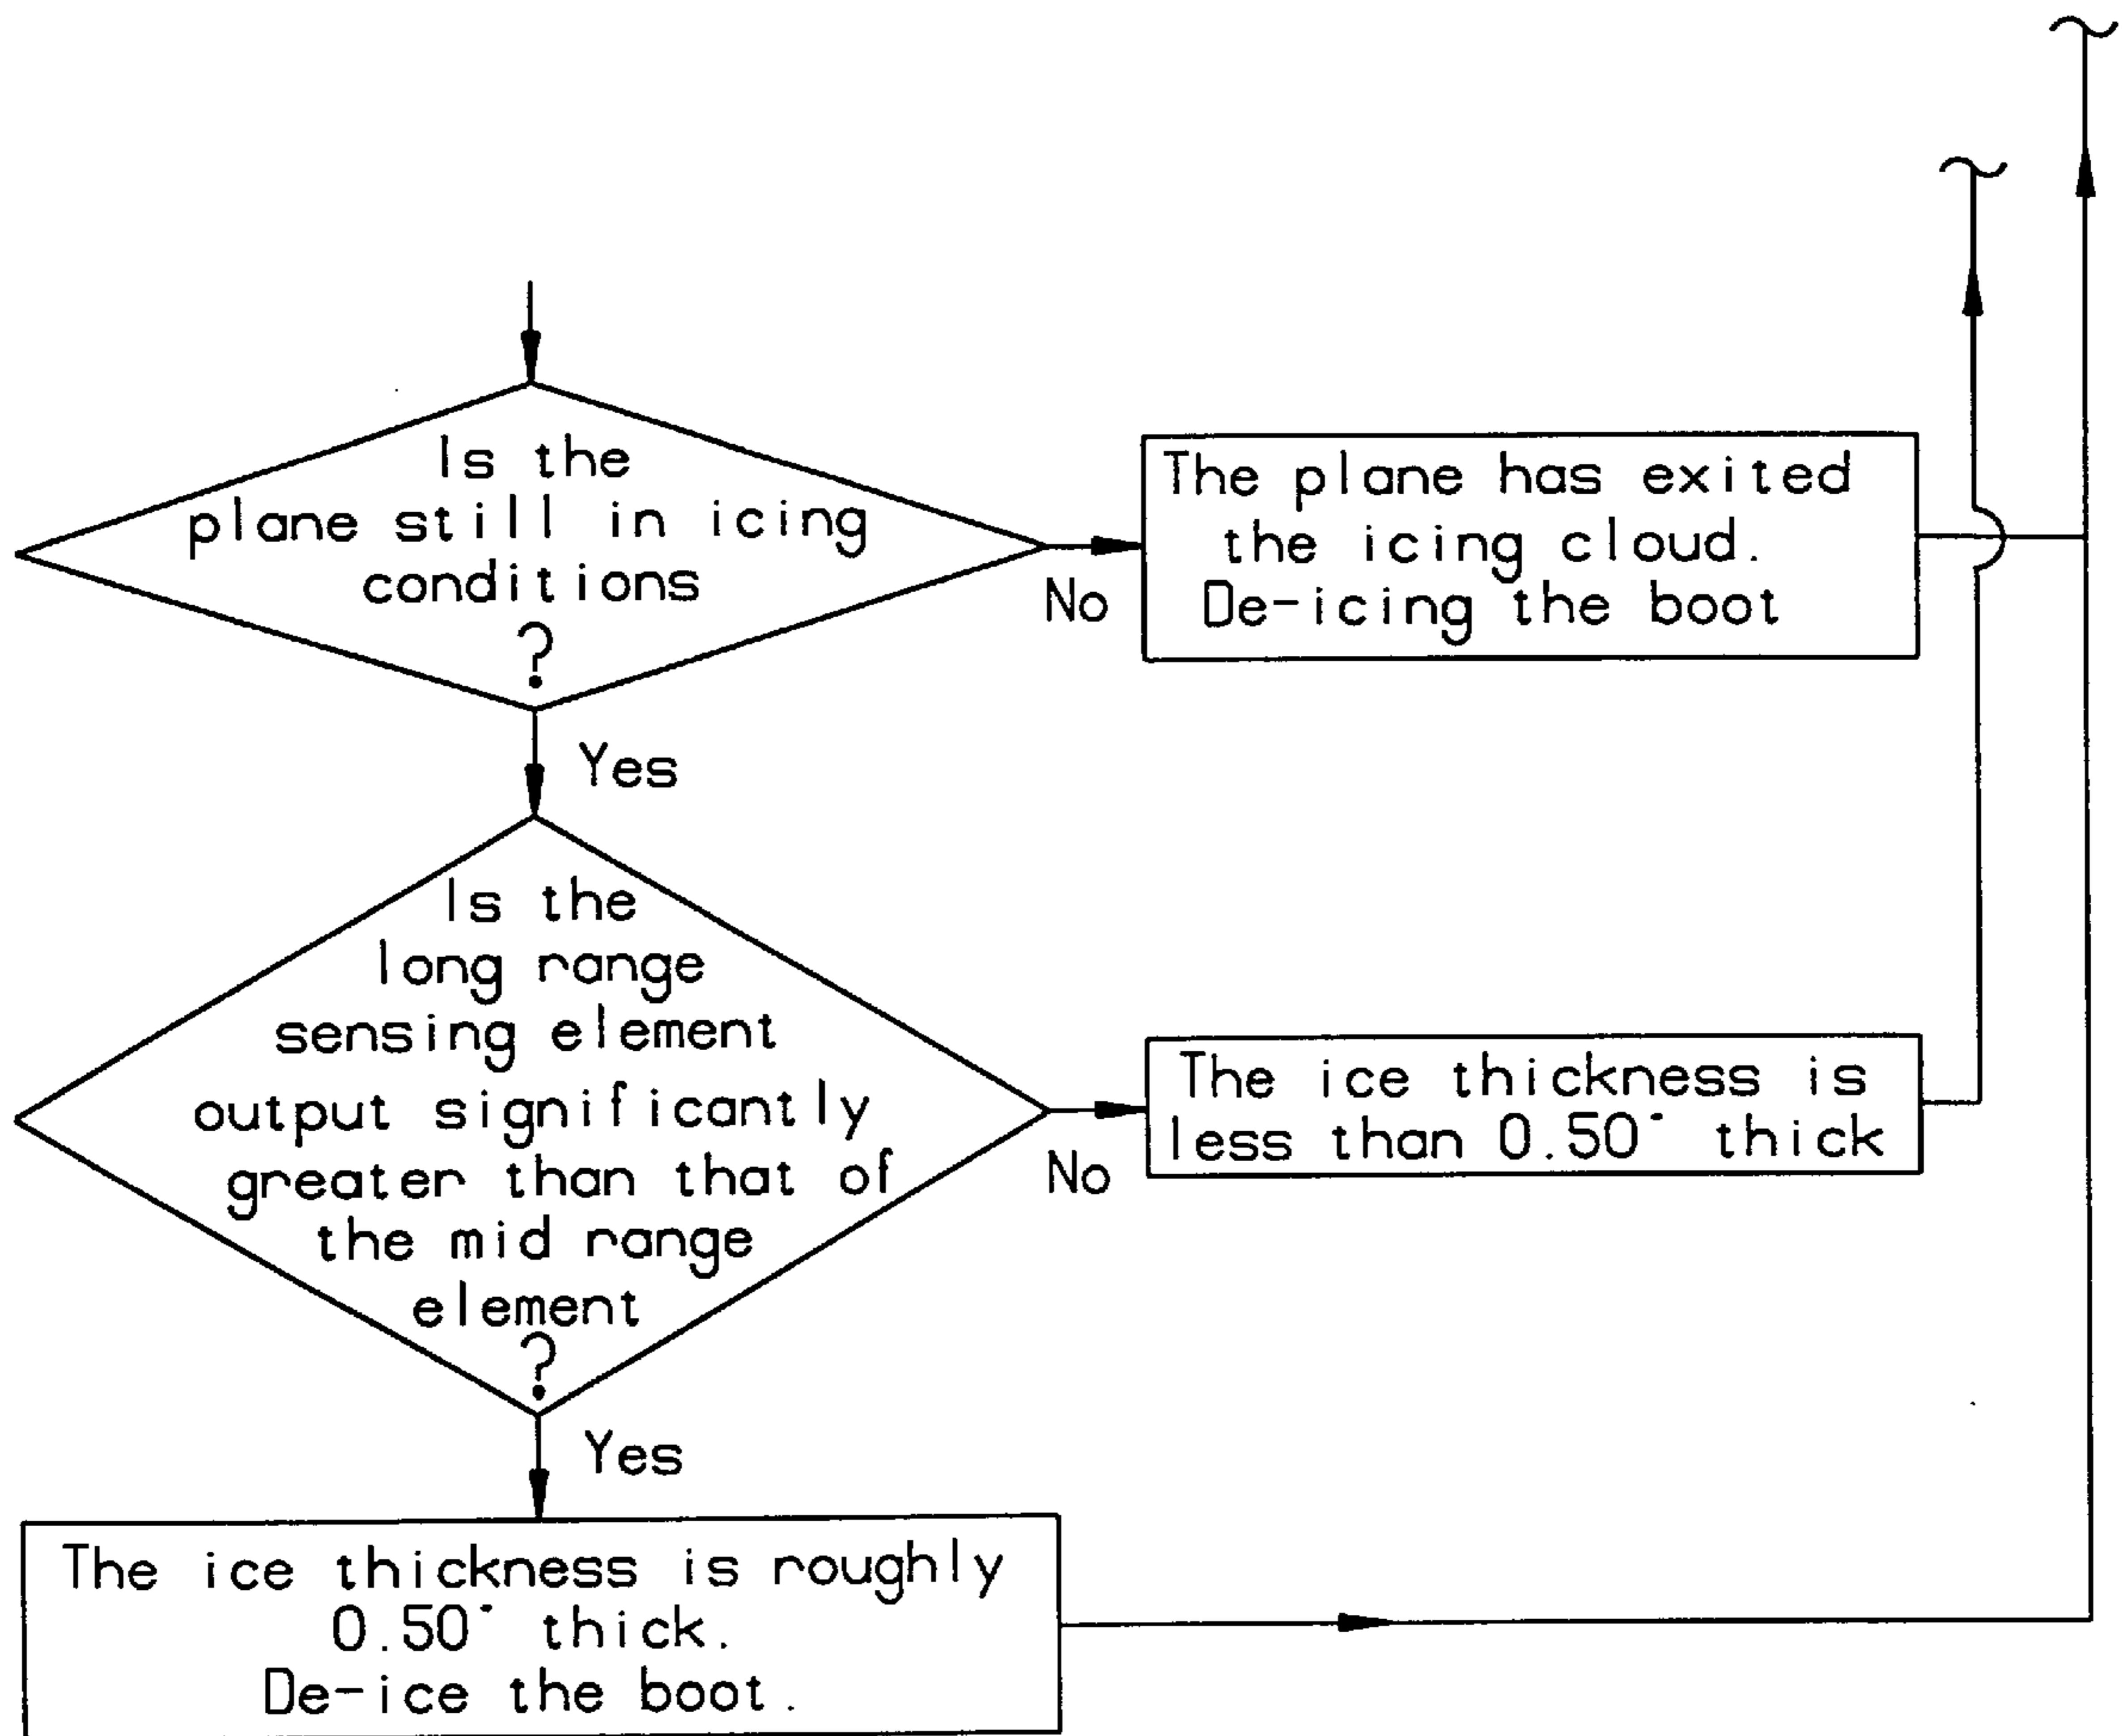 Is the
plane still in icing
conditions
?
No
The plane has exited
the icing cloud.
De-icing the boot
Yes
Is the
long range
sensing element
output significantly
greater than that of
the mid range
element
?
No
The ice thickness is
less than 0.50" thick
Yes
The ice thickness is roughly
0.50" thick.
De-ice the boot.